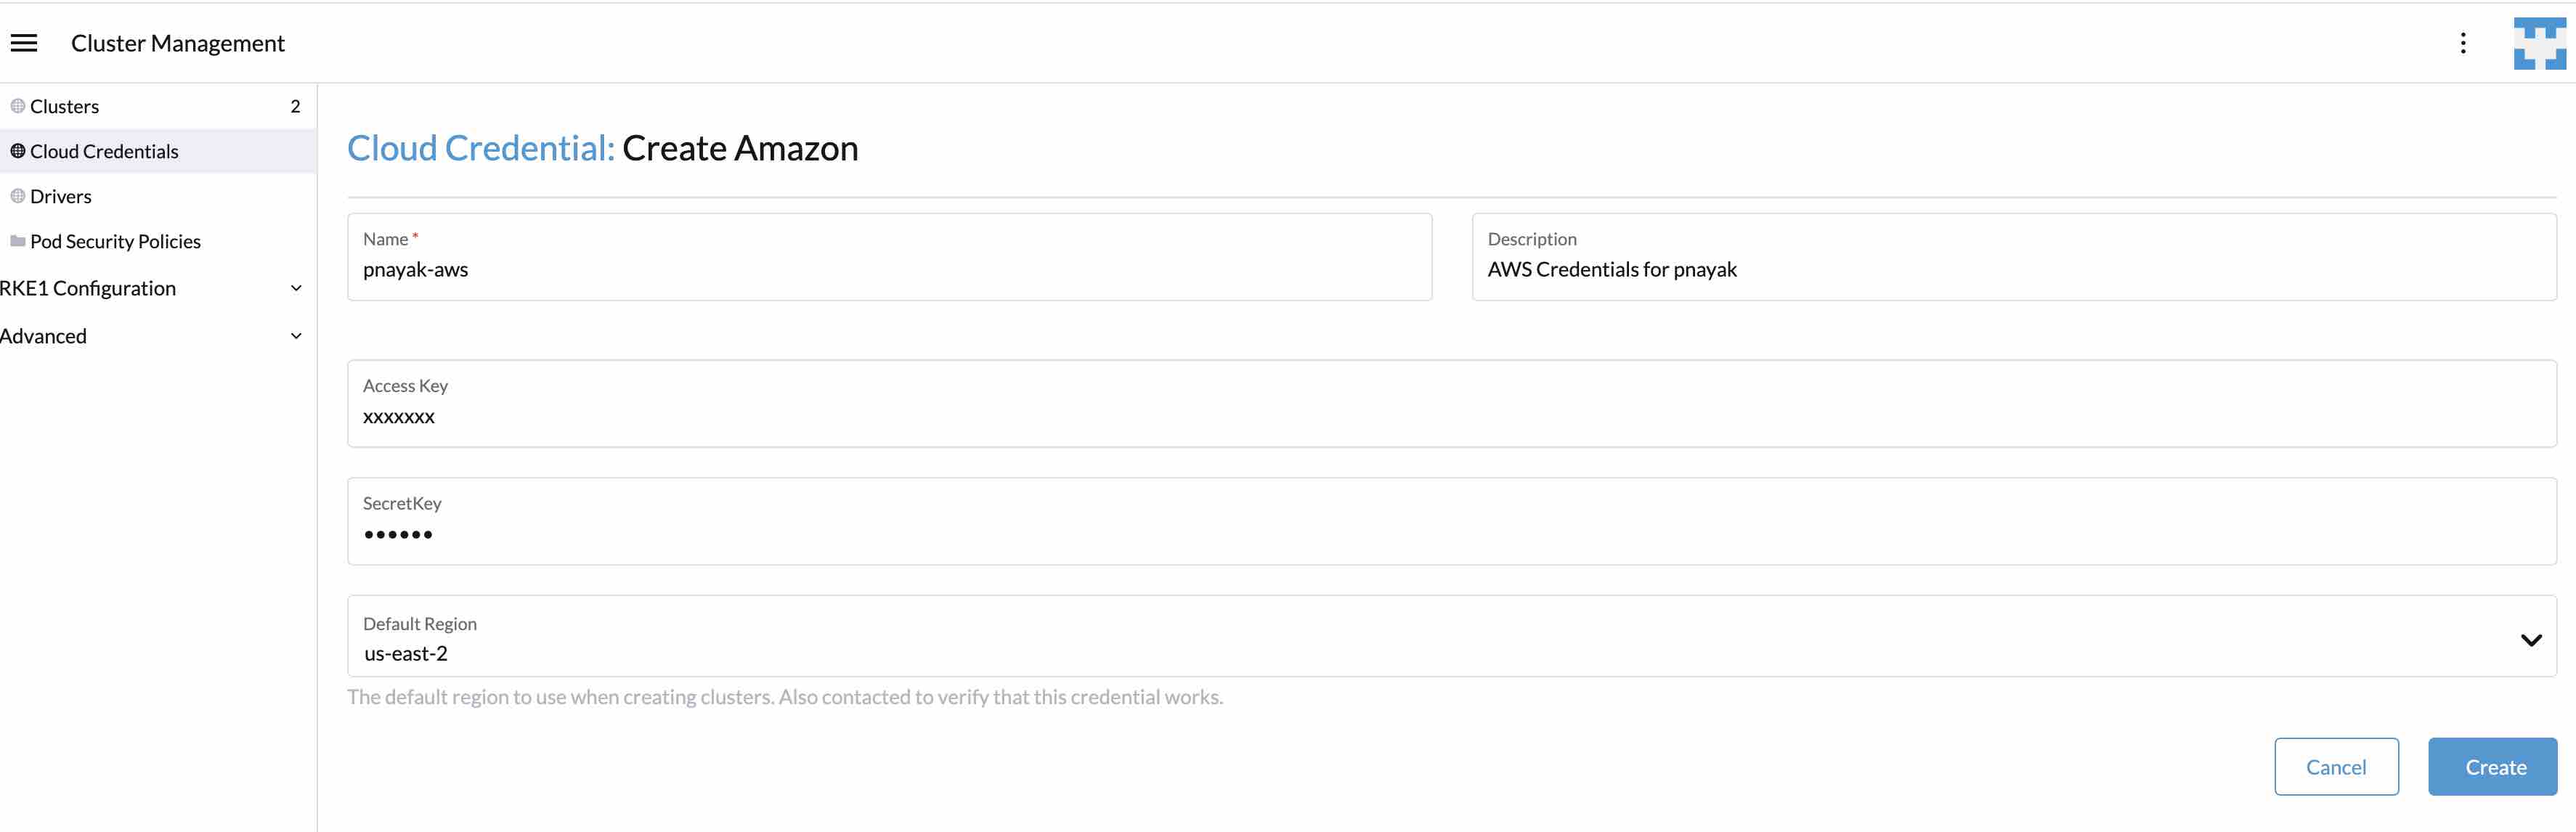 Cluster Management
Clusters 2
Cloud Credentials
Drivers
Pod Security Policies
RKE1 Configuration
Advanced
Cloud Credential: Create Amazon
Name *
pnayak-aws
Description
AWS Credentials for pnayak
Access Key
xxxxxxx
SecretKey
••••••
Default Region
us-east-2
The default region to use when creating clusters. Also contacted to verify that this credential works.
Cancel
Create